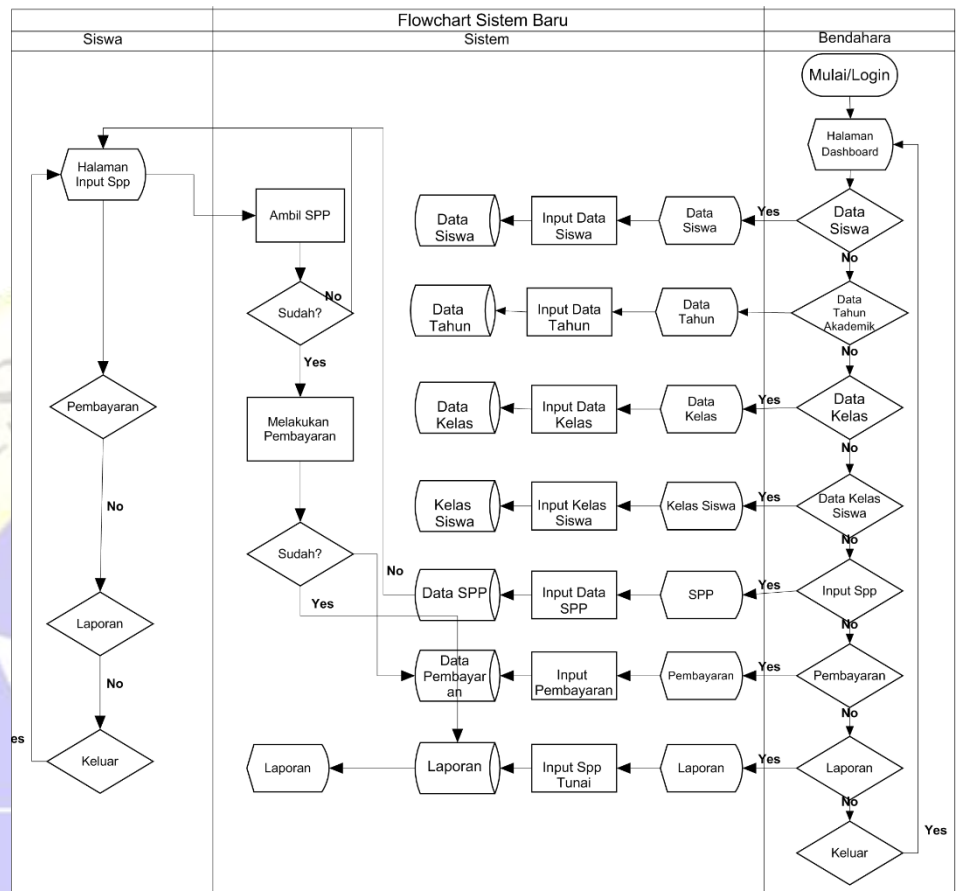 Flowchart Sistem Baru
Siswa
Sistem
Bendahara
Mulai/Login
Halaman
Dashboard
Halaman
Input Spp
Ambil SPP
Data
Siswa
Input Data
Siswa
Data
Siswa
Yes
Data
Siswa
No
Sudah?
No
Data
Tahun
Input Data
Tahun
Data
Tahun
Data
Tahun
Akademik
Yes
No
Pembayaran
Melakukan
Pembayaran
Data
Kelas
Input Data
Kelas
Data
Kelas
Yes
Data
Kelas
No
No
Kelas
Siswa
Input Kelas
Siswa
Kelas Siswa
Yes
Data Kelas
Siswa
No
Sudah?
No
Yes
Data SPP
Input Data
SPP
SPP
Yes
Input Spp
No
Laporan
Data
Pembayar
an
Input
Pembayaran
Pembayaran
Yes
Pembayaran
No
No
es
Keluar
Laporan
Laporan
Input Spp
Tunai
Laporan
Yes
Laporan
No
Keluar
Yes